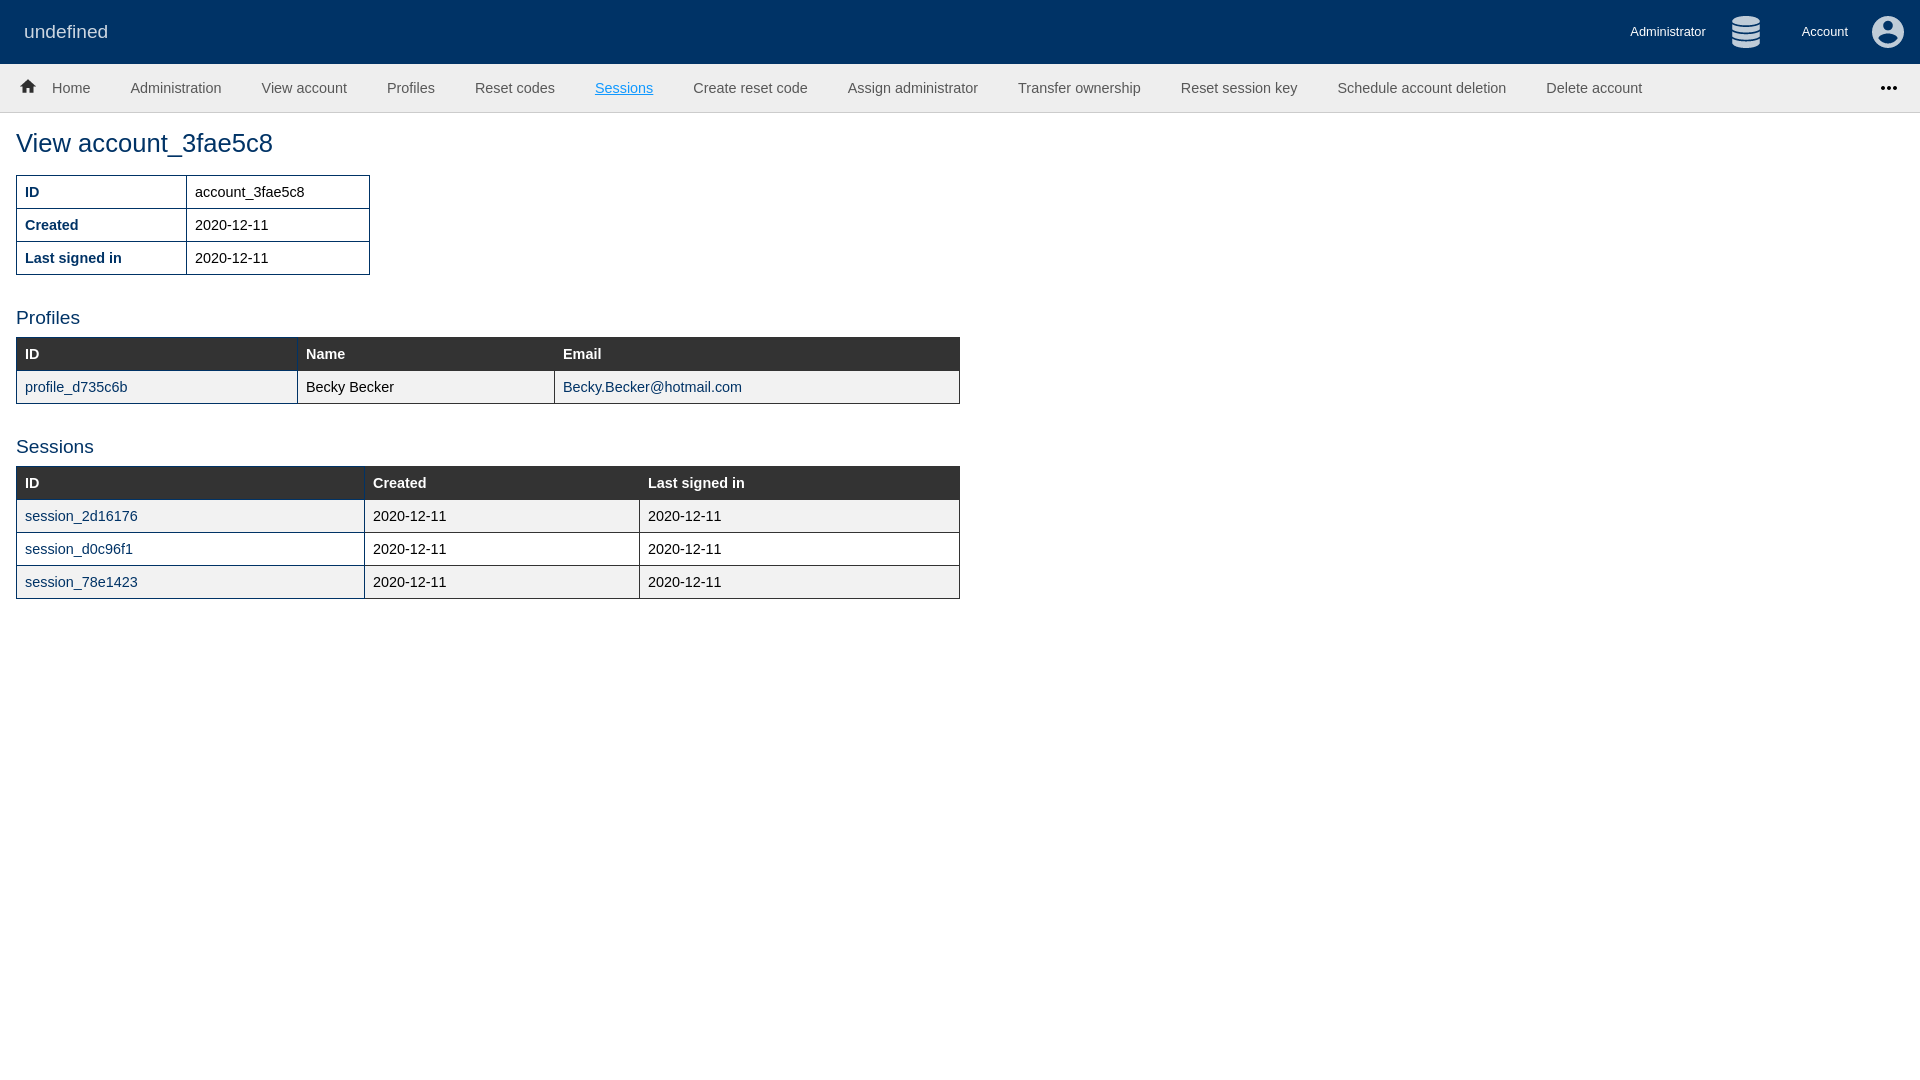 undefined
Administrator
Account
Home Administration View account Profiles Reset codes Sessions Create reset code Assign administrator Transfer ownership Reset session key Schedule account deletion Delete account
View account_3fae5c8
ID account_3fae5c8
Created 2020-12-11
Last signed in 2020-12-11
Profiles
ID Name Email
profile_d735c6b Becky Becker Becky.Becker@hotmail.com
Sessions
ID Created Last signed in
session_2d16176 2020-12-11 2020-12-11
session_d0c96f1 2020-12-11 2020-12-11
session_78e1423 2020-12-11 2020-12-11